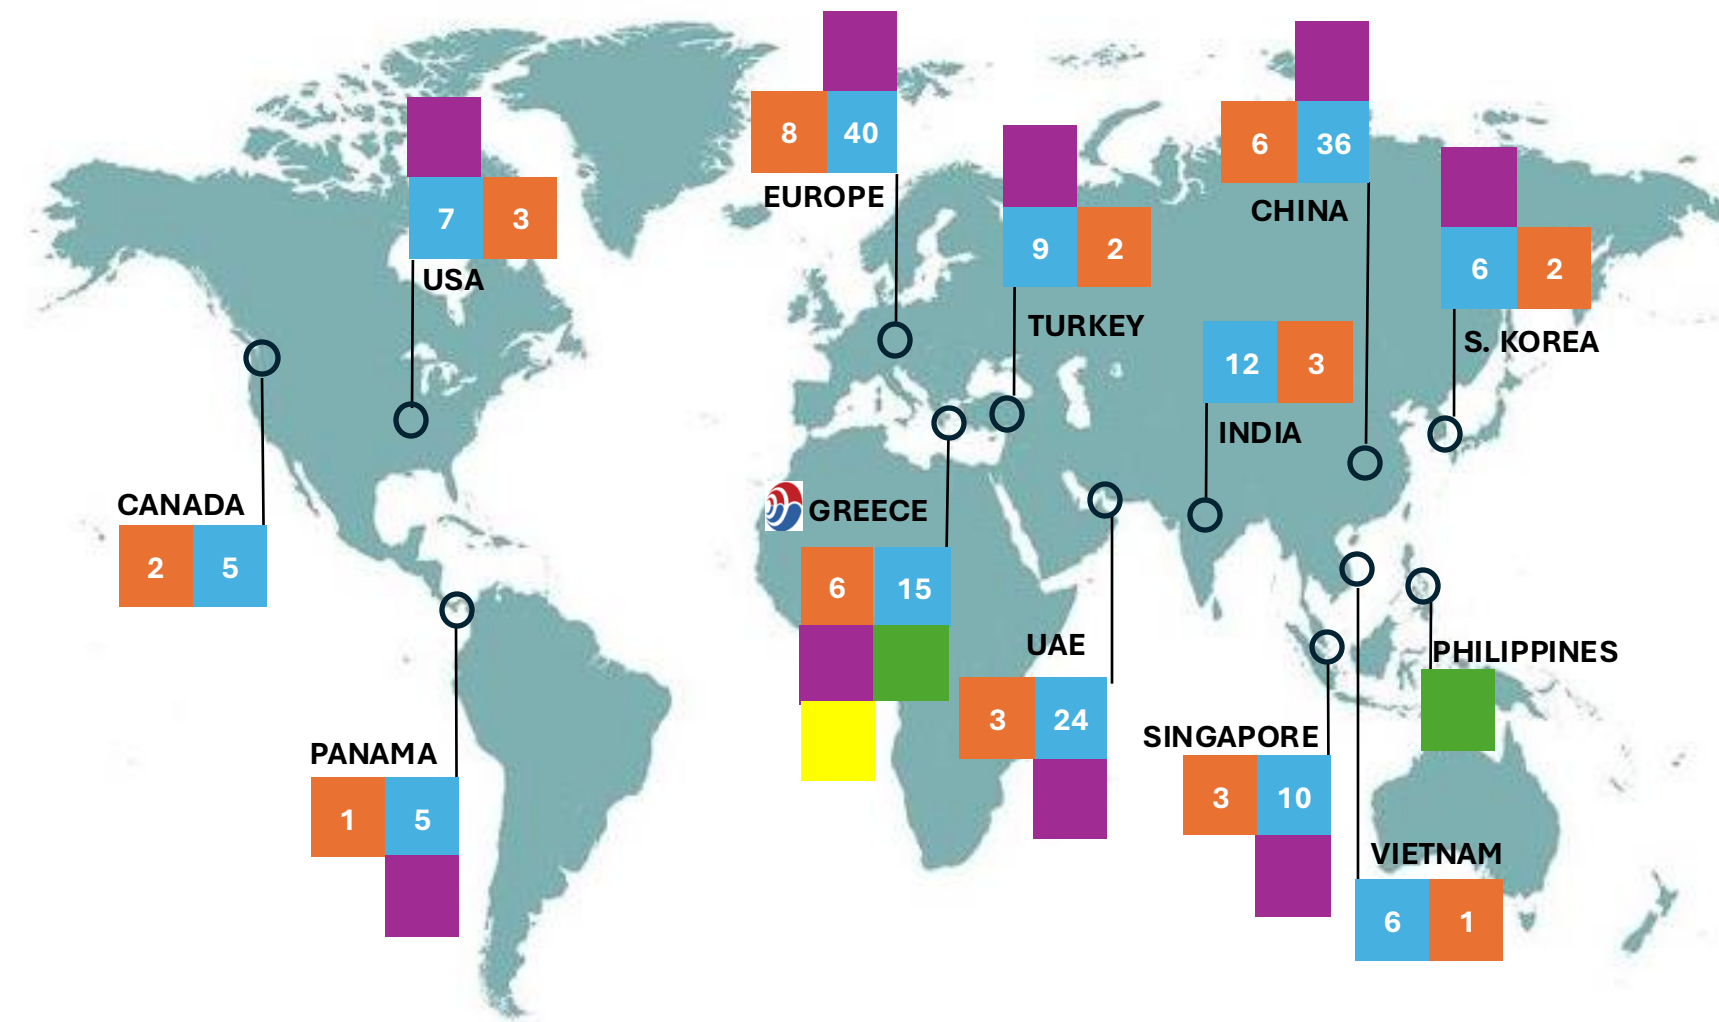 8 40
EUROPE
6 36
CHINA
7 3
USA
9 2
TURKEY
6 2
S. KOREA
12 3
INDIA
CANADA
2 5
GREECE
6 15
UAE
3 24
PHILIPPINES
PANAMA
1 5
SINGAPORE
3 10
VIETNAM
6 1